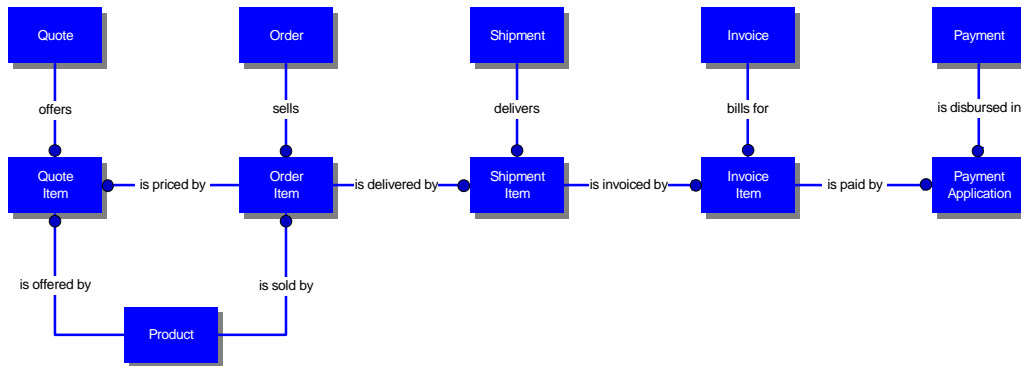 Quote
Order
Shipment
Invoice
Payment
offers
sells
delivers
bills for
is disbursed in
Quote
Item
is priced by
Order
Item
is delivered by
Shipment
Item
is invoiced by
Invoice
Item
is paid by
Payment
Application
is offered by
is sold by
Product